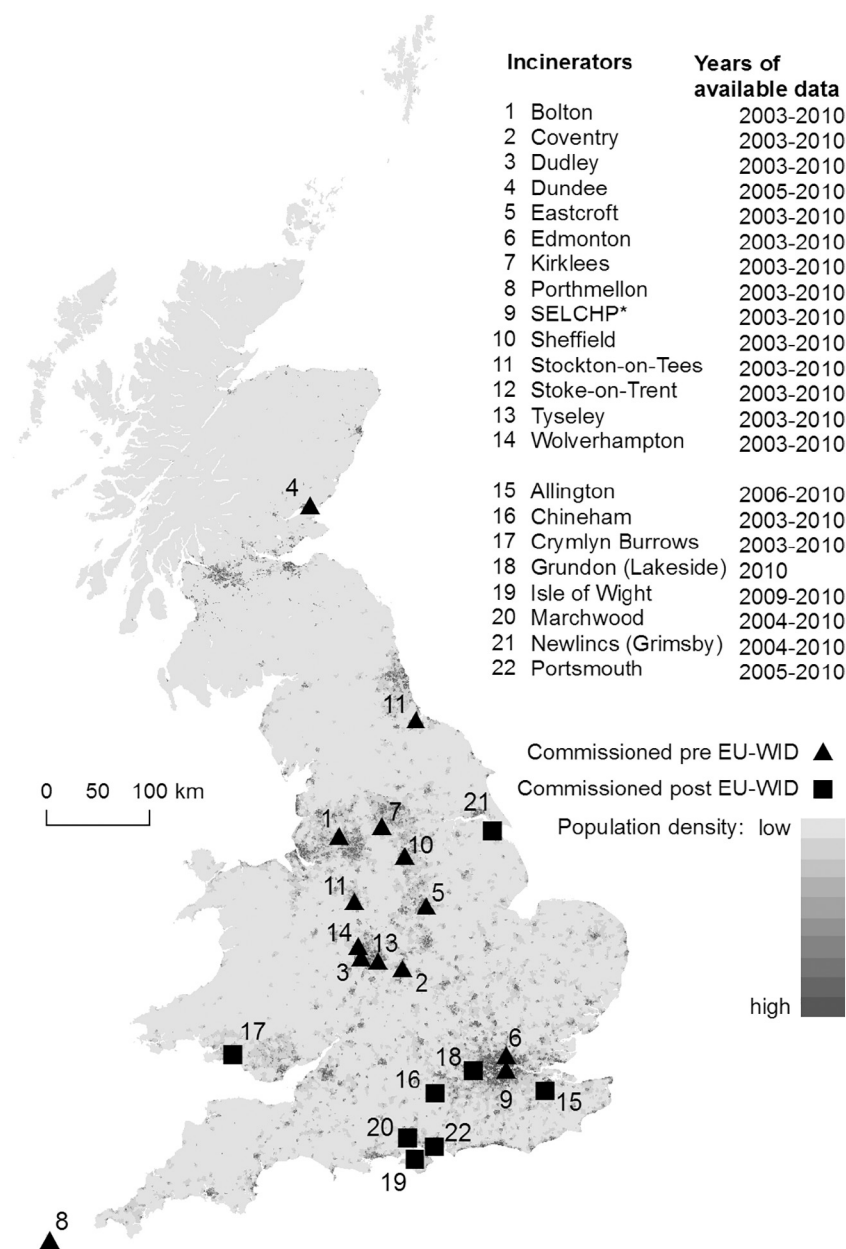 Incinerators Years of available data
1 Bolton 2003-2010
2 Coventry 2003-2010
3 Dudley 2003-2010
4 Dundee 2005-2010
5 Eastcroft 2003-2010
6 Edmonton 2003-2010
7 Kirklees 2003-2010
8 Porthmellon 2003-2010
9 SELCHP* 2003-2010
10 Sheffield 2003-2010
11 Stockton-on-Tees 2003-2010
12 Stoke-on-Trent 2003-2010
13 Tyseley 2003-2010
14 Wolverhampton 2003-2010
15 Allington 2006-2010
16 Chineham 2003-2010
17 Crymlyn Burrows 2003-2010
18 Grundon (Lakeside) 2010
19 Isle of Wight 2009-2010
20 Marchwood 2004-2010
21 Newlincs (Grimsby) 2004-2010
22 Portsmouth 2005-2010
Commissioned pre EU-WID
Commissioned post EU-WID
Population density: low
high
0 50 100 km
4
11
21
1
7
10
11
5
14
13
3
2
17
6
18
16
9
15
20
22
19
8